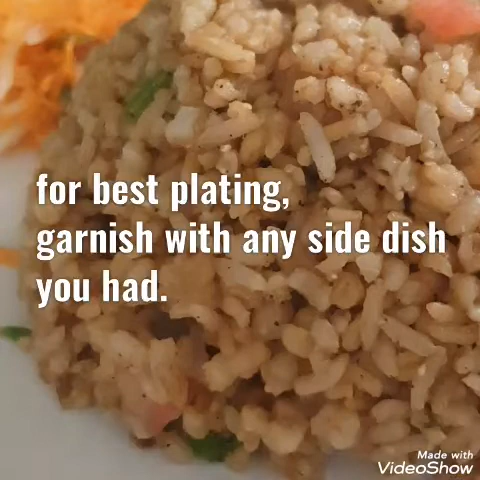 for best plating,
garnish with any side dish
you had.
Made with
VideoShow